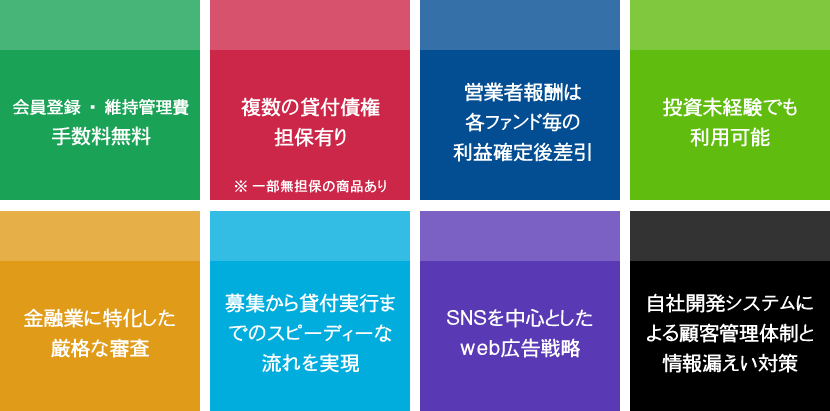 会員登録 ・ 維持管理費
手数料無料
複数の貸付債権
担保有り
※ 一部無担保の商品あり
営業者報酬は
各ファンド毎の
利益確定後差引
投資未経験でも
利用可能
金融業に特化した
厳格な審査
募集から貸付実行ま
でのスピーディーな
流れを実現
SNSを中心とした
web広告戦略
自社開発システムに
よる顧客管理体制と
情報漏えい対策